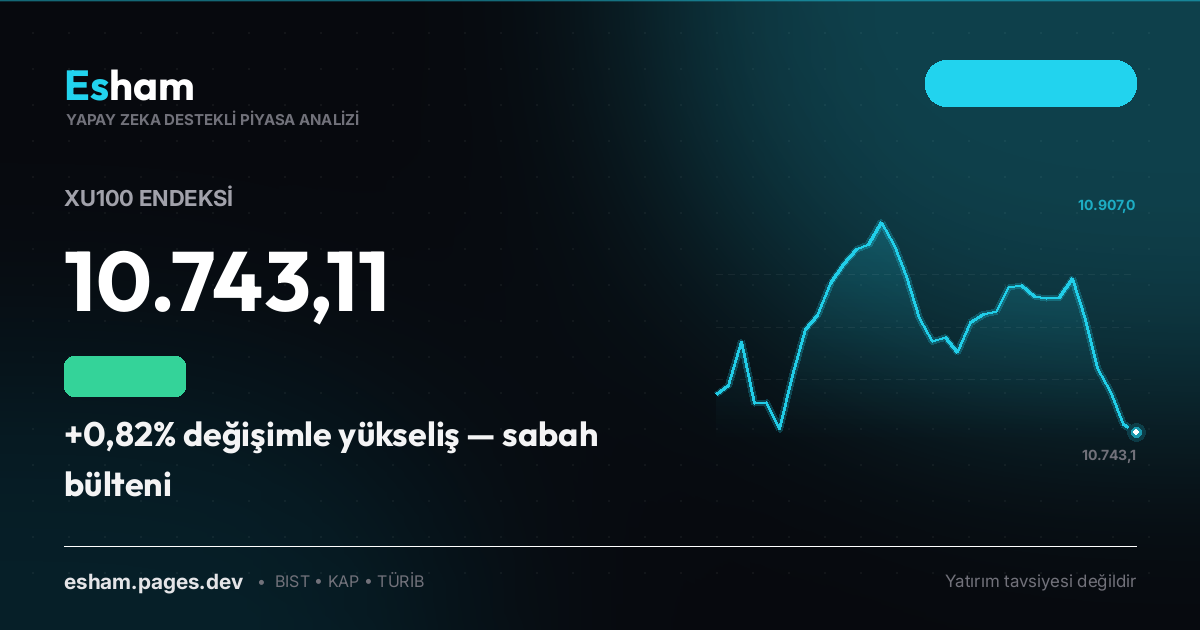 Esham
YAPAY ZEKA DESTEKLİ PİYASA ANALİZİ
XU100 ENDEKSİ
10.743,11
+0,82% değişimle yükseliş — sabah
bülteni
10.907,0
10.743,1
esham.pages.dev • BIST • KAP • TÜRİB
Yatırım tavsiyesi değildir